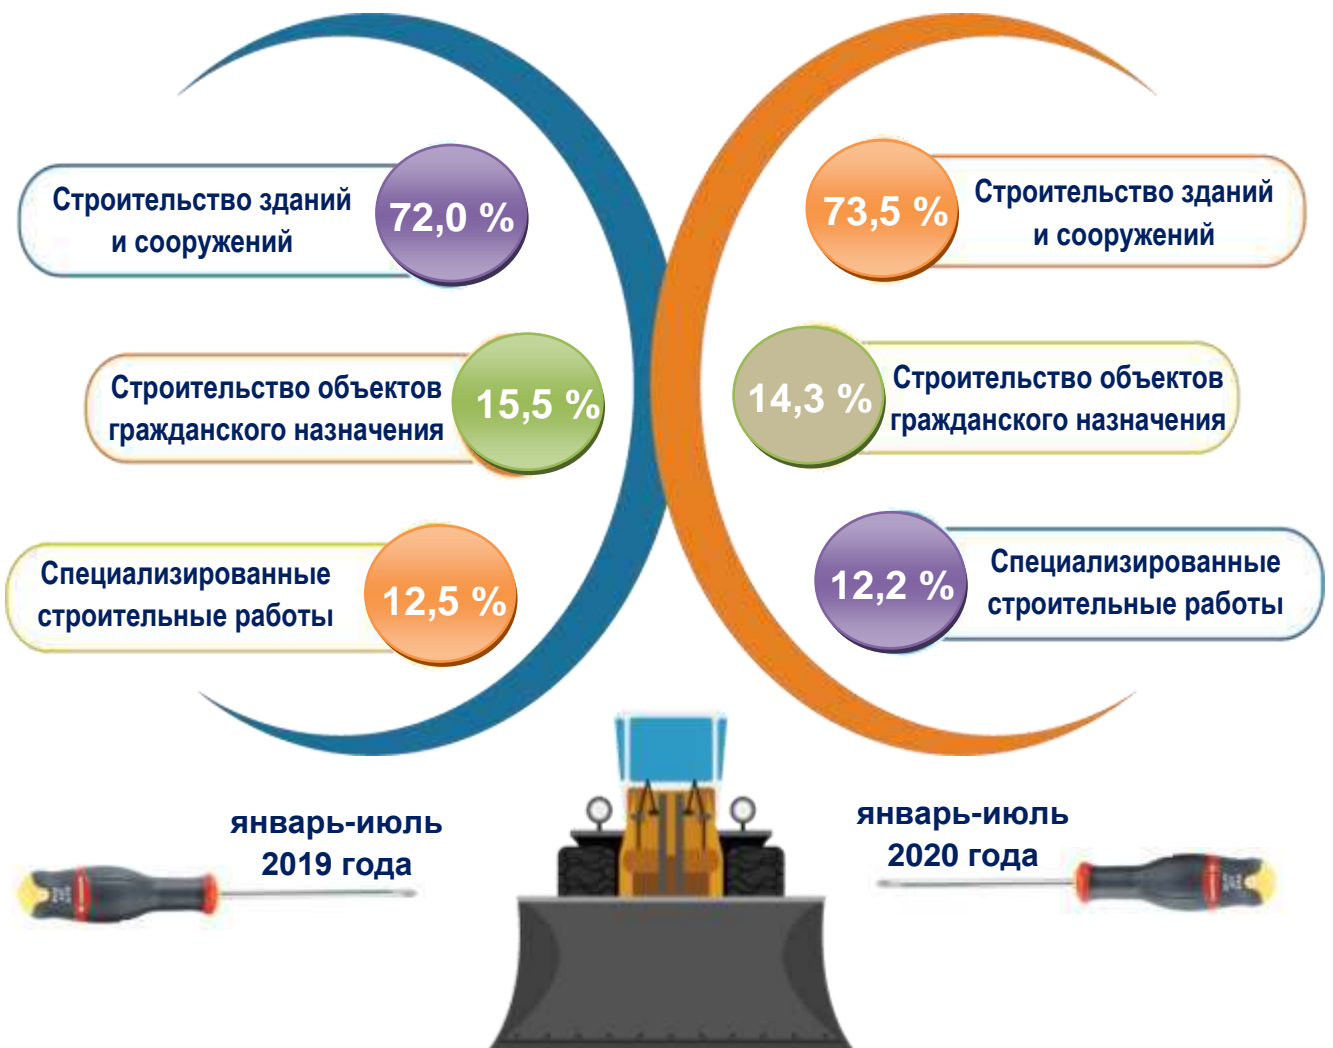 Строительство зданий
и сооружений
72,0 %
Строительство объектов
гражданского назначения
15,5 %
Специализированные
строительные работы
12,5 %
январь-июль
2019 года
73,5 %
Строительство зданий
и сооружений
14,3 %
Строительство объектов
гражданского назначения
12,2 %
Специализированные
строительные работы
январь-июль
2020 года